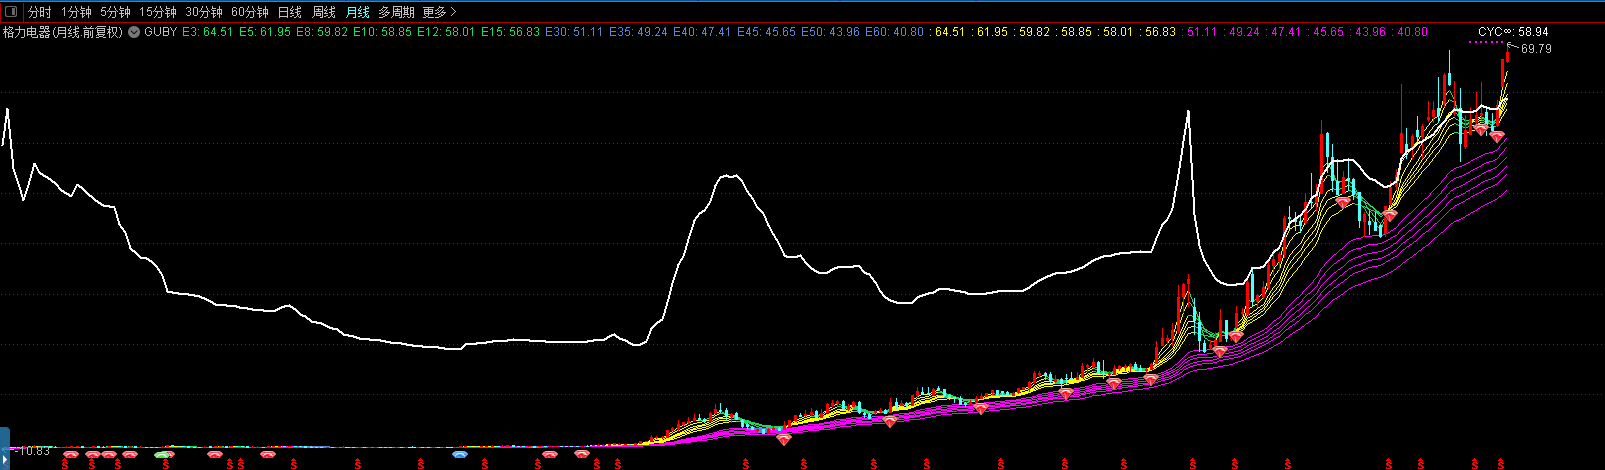 分时 1分钟 5分钟 15分钟 30分钟 60分钟 日线 周线 月线 多周期 更多
格力电器(月线.前复权) GUBY E3: 64.51 E5: 61.95 E8: 59.82 E10: 58.85 E12: 58.01 E15: 56.83 E30: 51.11 E35: 49.24 E40: 47.41 E45: 45.65 E50: 43.96 E60: 40.80 : 64.51 : 61.95 : 59.82 : 58.85 : 58.01 : 56.83 : 51.11 : 49.24 : 47.41 : 45.65 : 43.96 : 40.80 CYC∞: 58.94
69.79
-10.83
S S S S S S S S S S S S S S S S S S S S S S S S